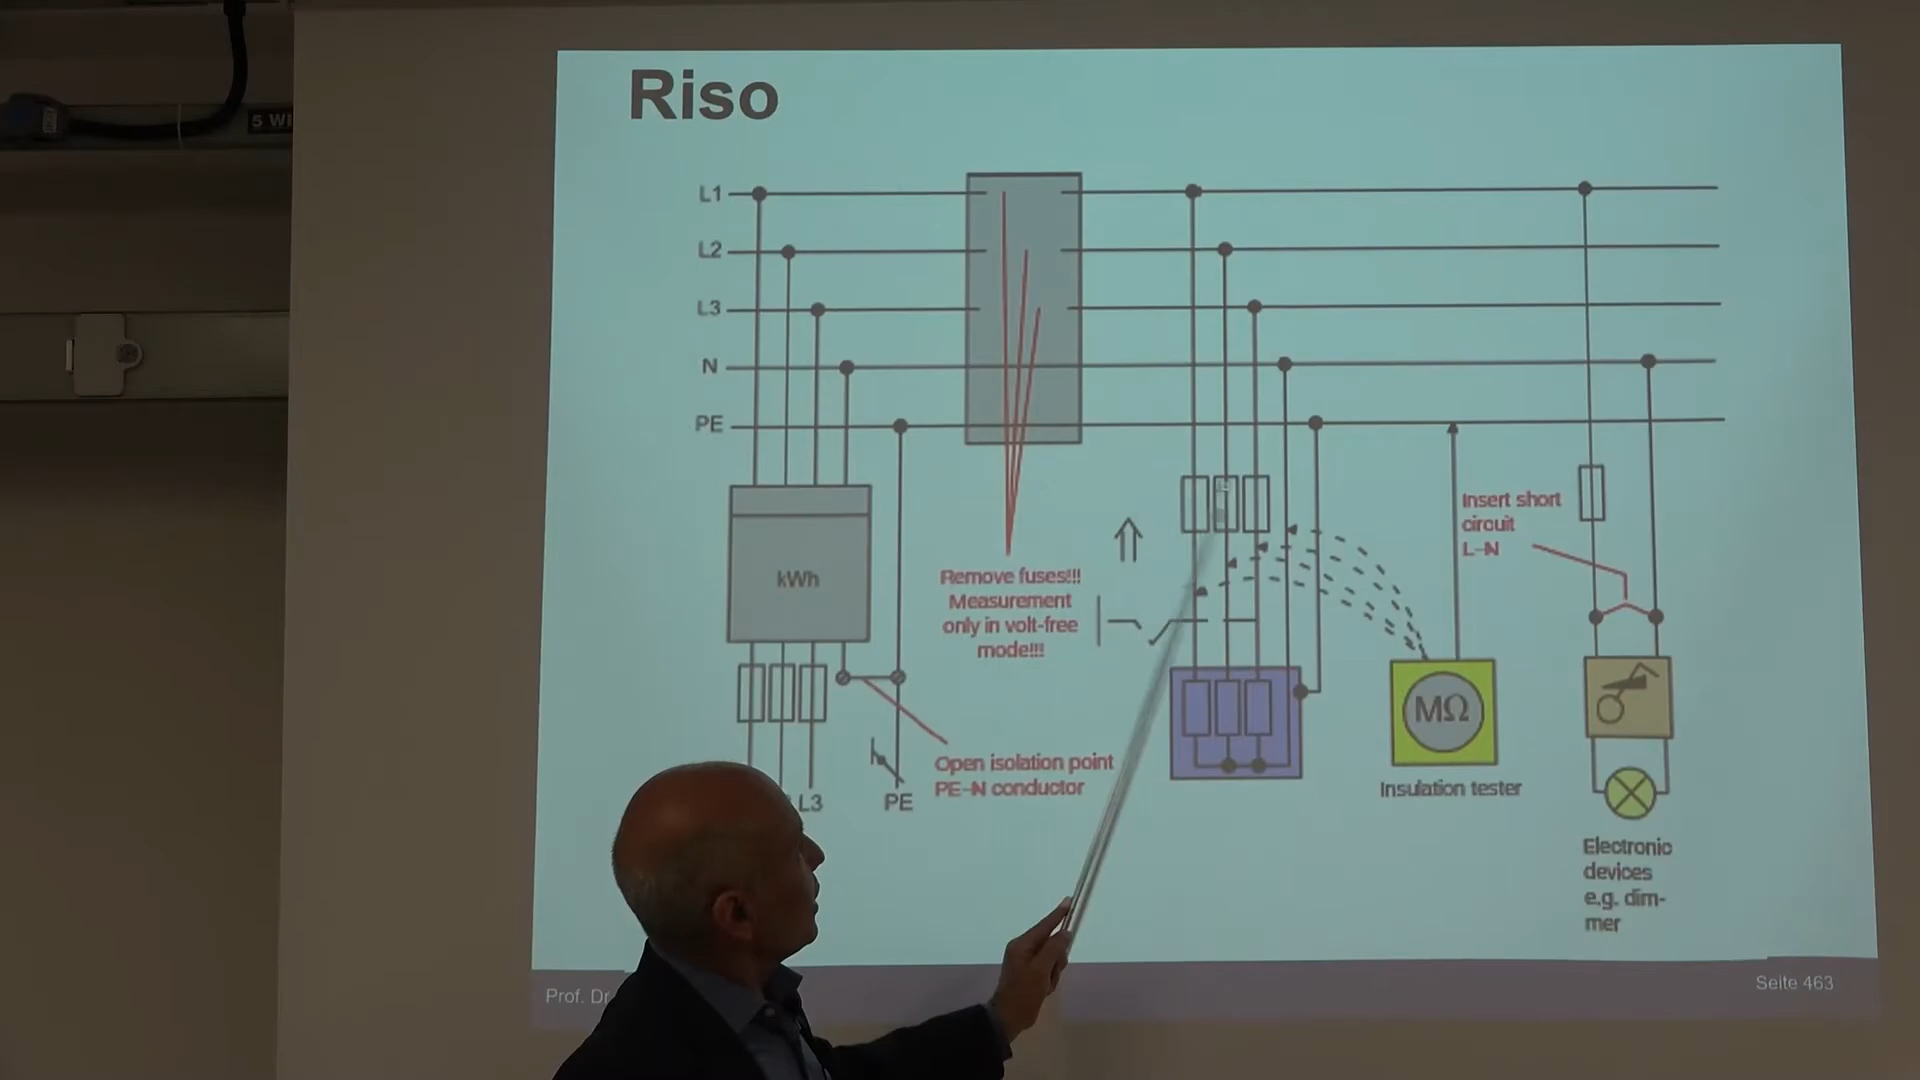 5 WI
Riso
L1
L2
L3
N
PE
kWh
Remove fuses!!!
Measurement
only in volt-free
mode!!!
Insert short
circuit
L–N
MΩ
Open isolation point
PE–N conductor
L3
PE
Insulation tester
Electronic
devices
e.g. dim-
mer
Prof. Dr
Seite 463